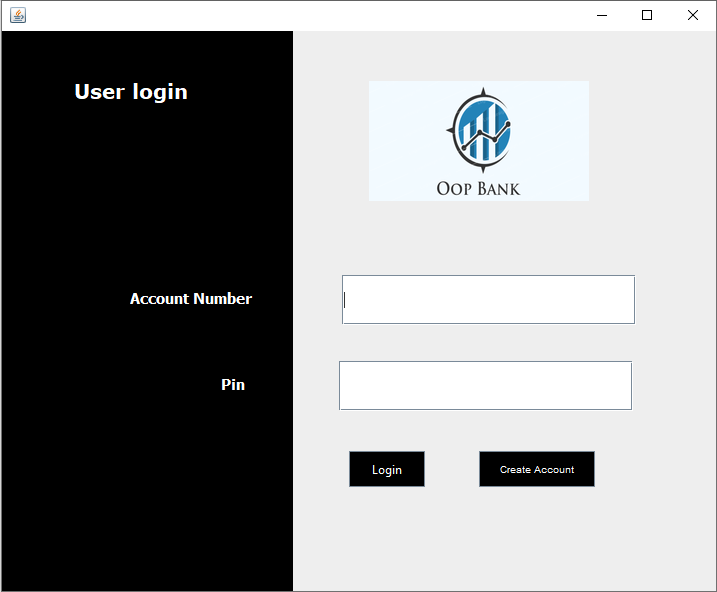 User login
OOP BANK
Account Number
Pin
Login
Create Account